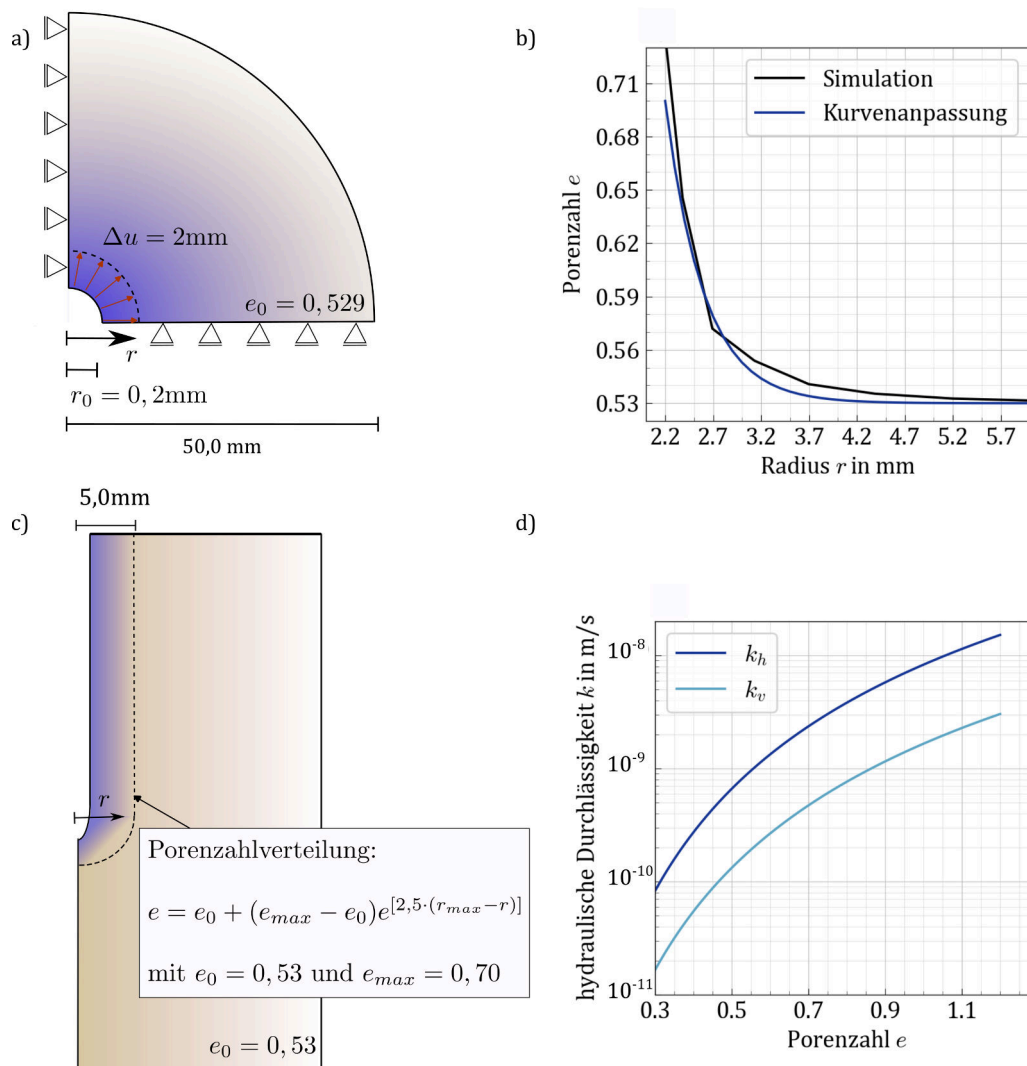 a)
Δu = 2mm
e₀ = 0,529
r
r₀ = 0,2mm
50,0 mm
b)
Porenzahl e
0.71
0.68
0.65
0.62
0.59
0.56
0.53
Simulation
Kurvenanpassung
2.2 2.7 3.2 3.7 4.2 4.7 5.2 5.7
Radius r in mm
c)
5,0mm
r
Porenzahlverteilung:
e = e₀ + (eₘₐₓ − e₀)e^[2,5·(rₘₐₓ−r)]
mit e₀ = 0,53 und eₘₐₓ = 0,70
e₀ = 0,53
d)
hydraulische Durchlässigkeit k in m/s
10⁻⁸
10⁻⁹
10⁻¹⁰
10⁻¹¹
k_h
k_v
0.3 0.5 0.7 0.9 1.1
Porenzahl e